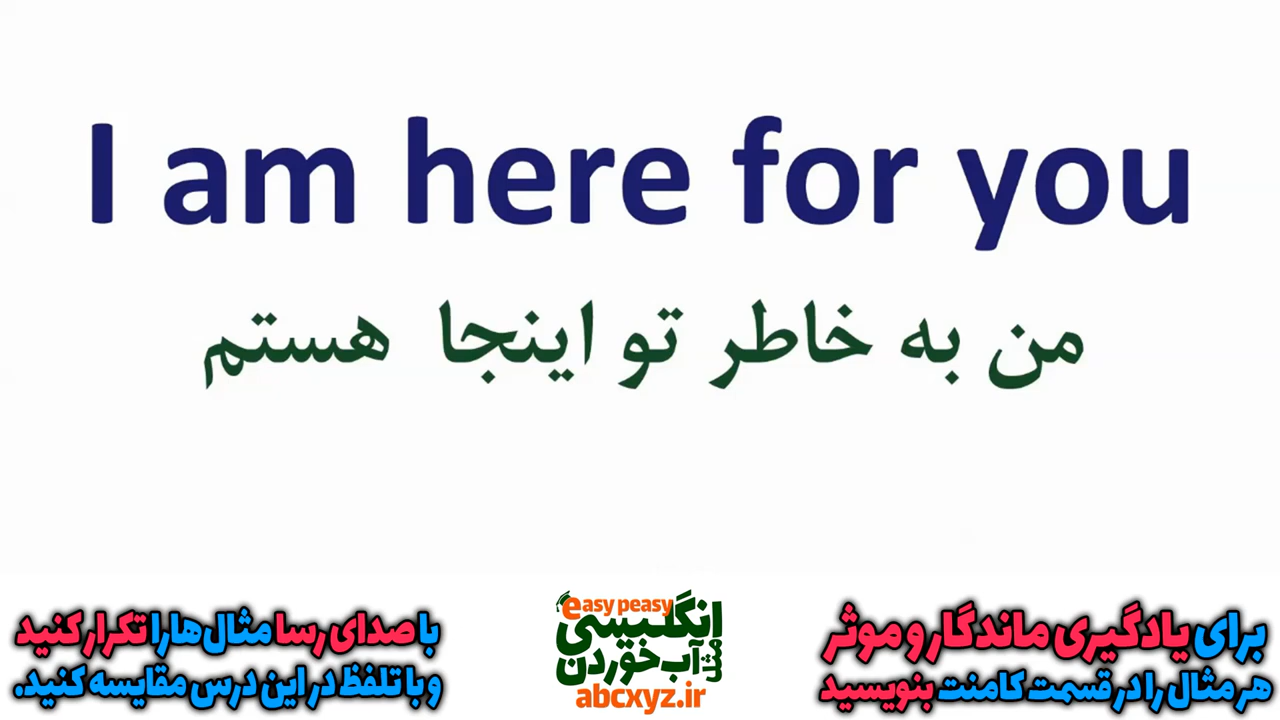 I am here for you
من به خاطر تو اینجا هستم
برای یادگیری ماندگار و موثر
هر مثال را در قسمت کامنت بنویسید
easy peasy
انگلیسی
مثل
آب خوردن
abcxyz.ir
با صدای رسا مثال‌ها را تکرار کنید
و با تلفظ در این درس مقایسه کنید.